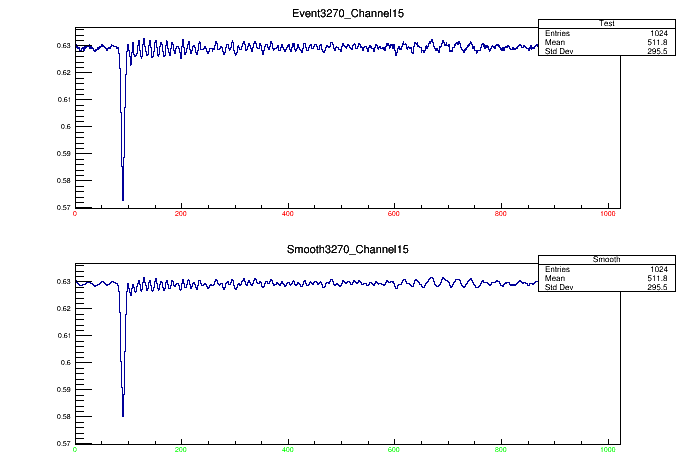 Event3270_Channel15
Test
Entries 1024
Mean 511.8
Std Dev 295.5
0.63
0.62
0.61
0.6
0.59
0.58
0.57
0 200 400 600 800 1000
Smooth3270_Channel15
Smooth
Entries 1024
Mean 511.8
Std Dev 295.5
0.63
0.62
0.61
0.6
0.59
0.58
0.57
0 200 400 600 800 1000